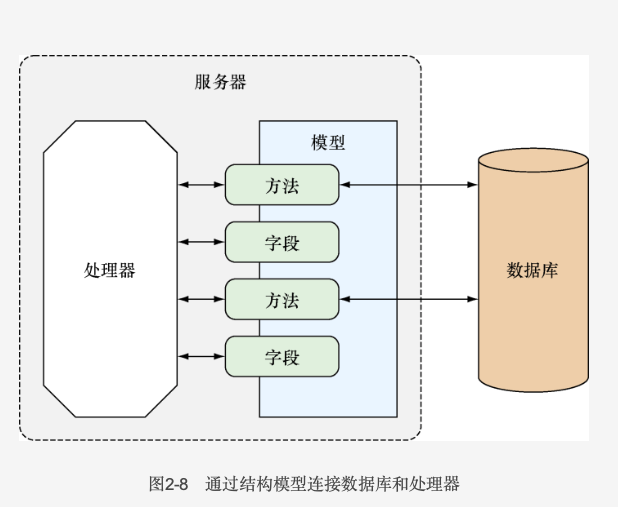 服务器
模型
方法
字段
处理器
数据库
方法
字段
图2-8 通过结构模型连接数据库和处理器